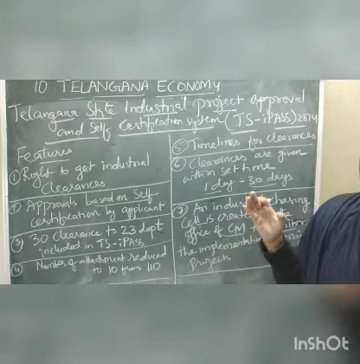 10 TELANGANA ECONOMY
Telangana State Industrial Project approval
and Self Certification system (TS-iPASS) 2014
Features
① Right to get industrial
Clearances
② Approvals based on Self
certification by applicant
③ 30 clearance to 23 dept
included in TS-iPASS
④ Number of attachment reduced
to 10 from 110
⑤ Timelines for clearances
⑥ Clearances are given
with in set time
1 day - 30 days
⑦ An industrial
Cell is
office of CM
the implementation
Projects
InShOt